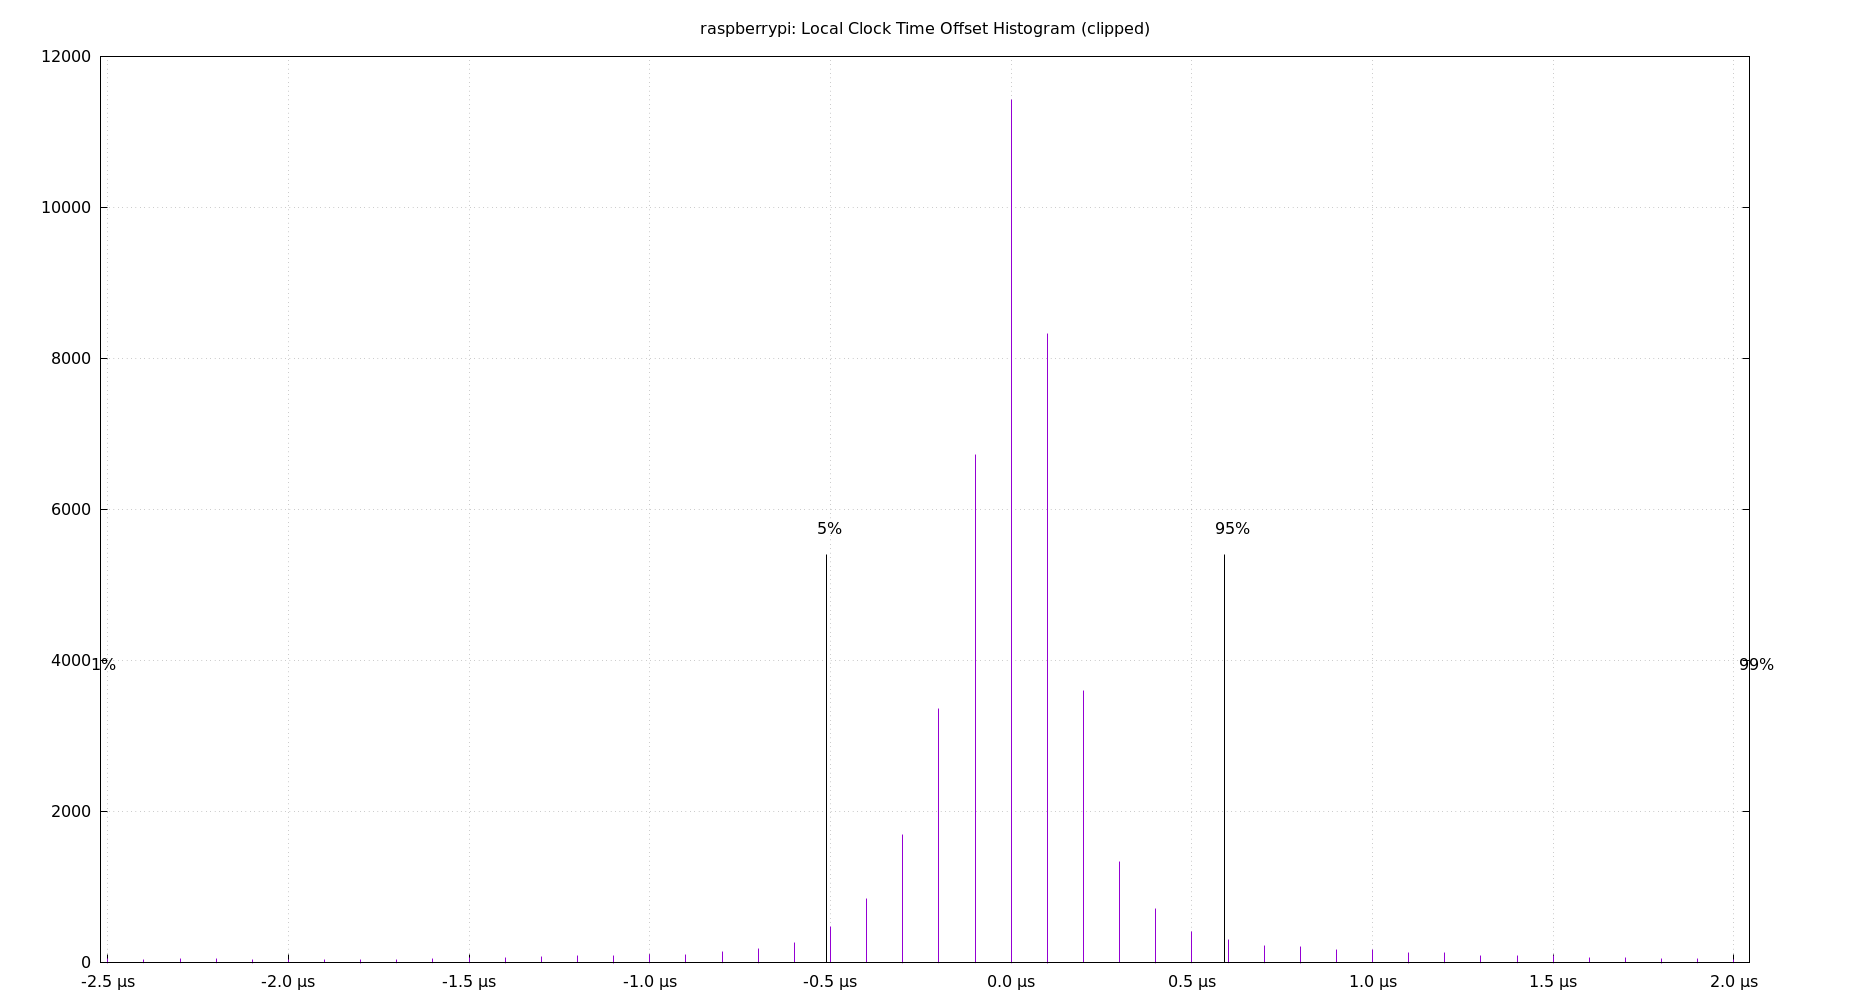 raspberrypi: Local Clock Time Offset Histogram (clipped)
12000
10000
8000
6000
5% 95%
4000 1% 99%
2000
0
-2.5 µs -2.0 µs -1.5 µs -1.0 µs -0.5 µs 0.0 µs 0.5 µs 1.0 µs 1.5 µs 2.0 µs